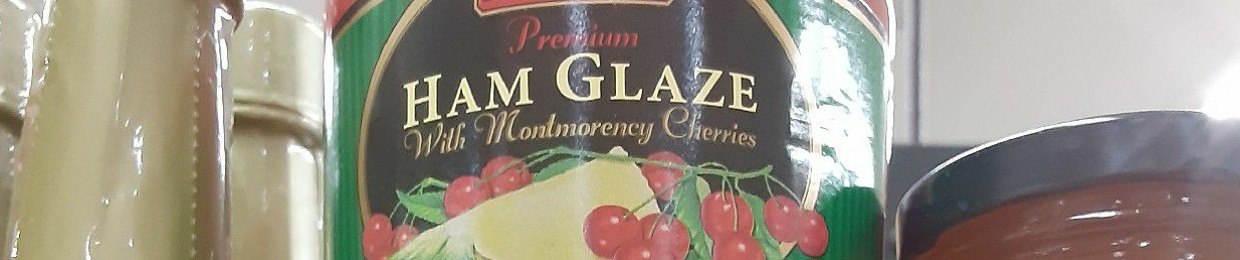 Premium
HAM GLAZE
With Montmorency Cherries